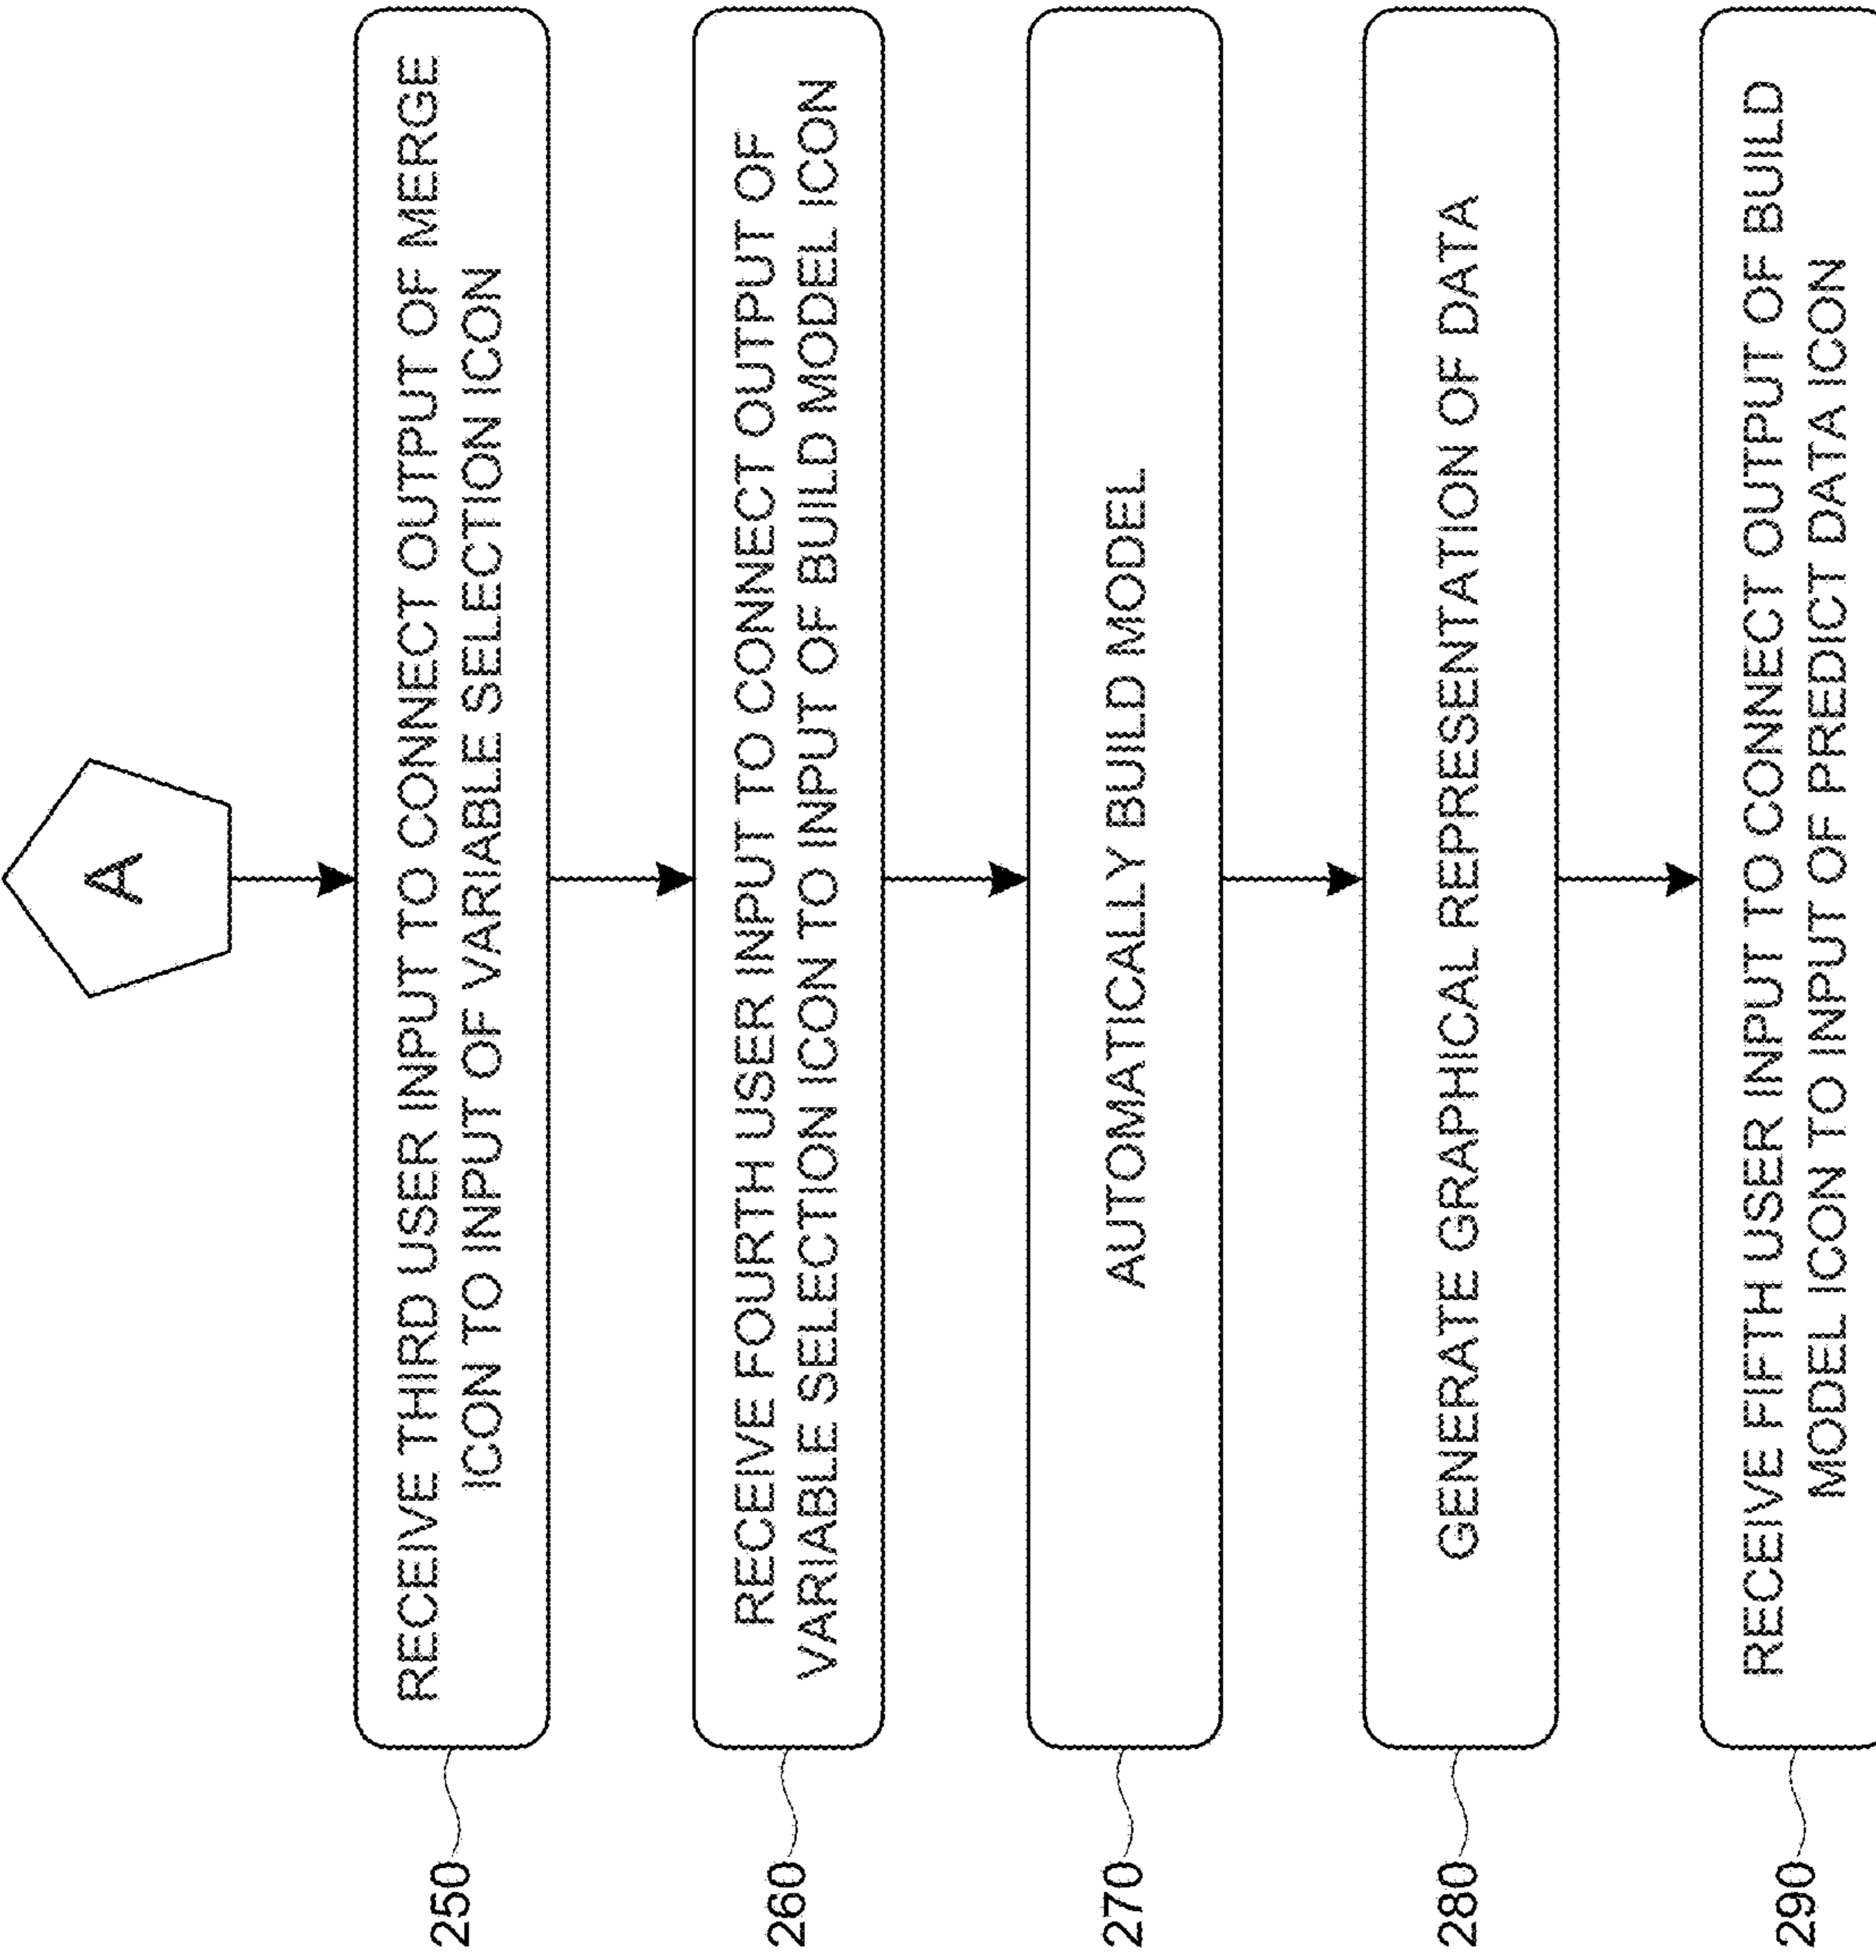 A
250
RECEIVE THIRD USER INPUT TO CONNECT OUTPUT OF MERGE
ICON TO INPUT OF VARIABLE SELECTION ICON
260
RECEIVE FOURTH USER INPUT TO CONNECT OUTPUT OF
VARIABLE SELECTION ICON TO INPUT OF BUILD MODEL ICON
270
AUTOMATICALLY BUILD MODEL
280
GENERATE GRAPHICAL REPRESENTATION OF DATA
290
RECEIVE FIFTH USER INPUT TO CONNECT OUTPUT OF BUILD
MODEL ICON TO INPUT OF PREDICT DATA ICON